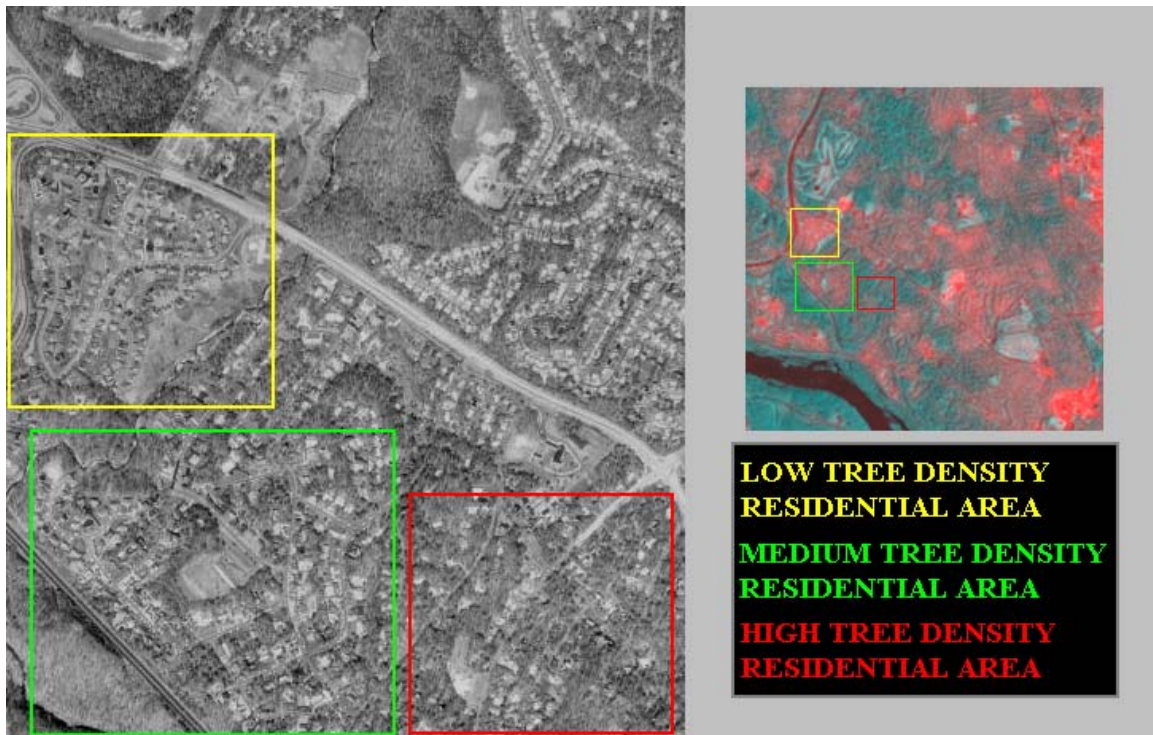 LOW TREE DENSITY
RESIDENTIAL AREA
MEDIUM TREE DENSITY
RESIDENTIAL AREA
HIGH TREE DENSITY
RESIDENTIAL AREA